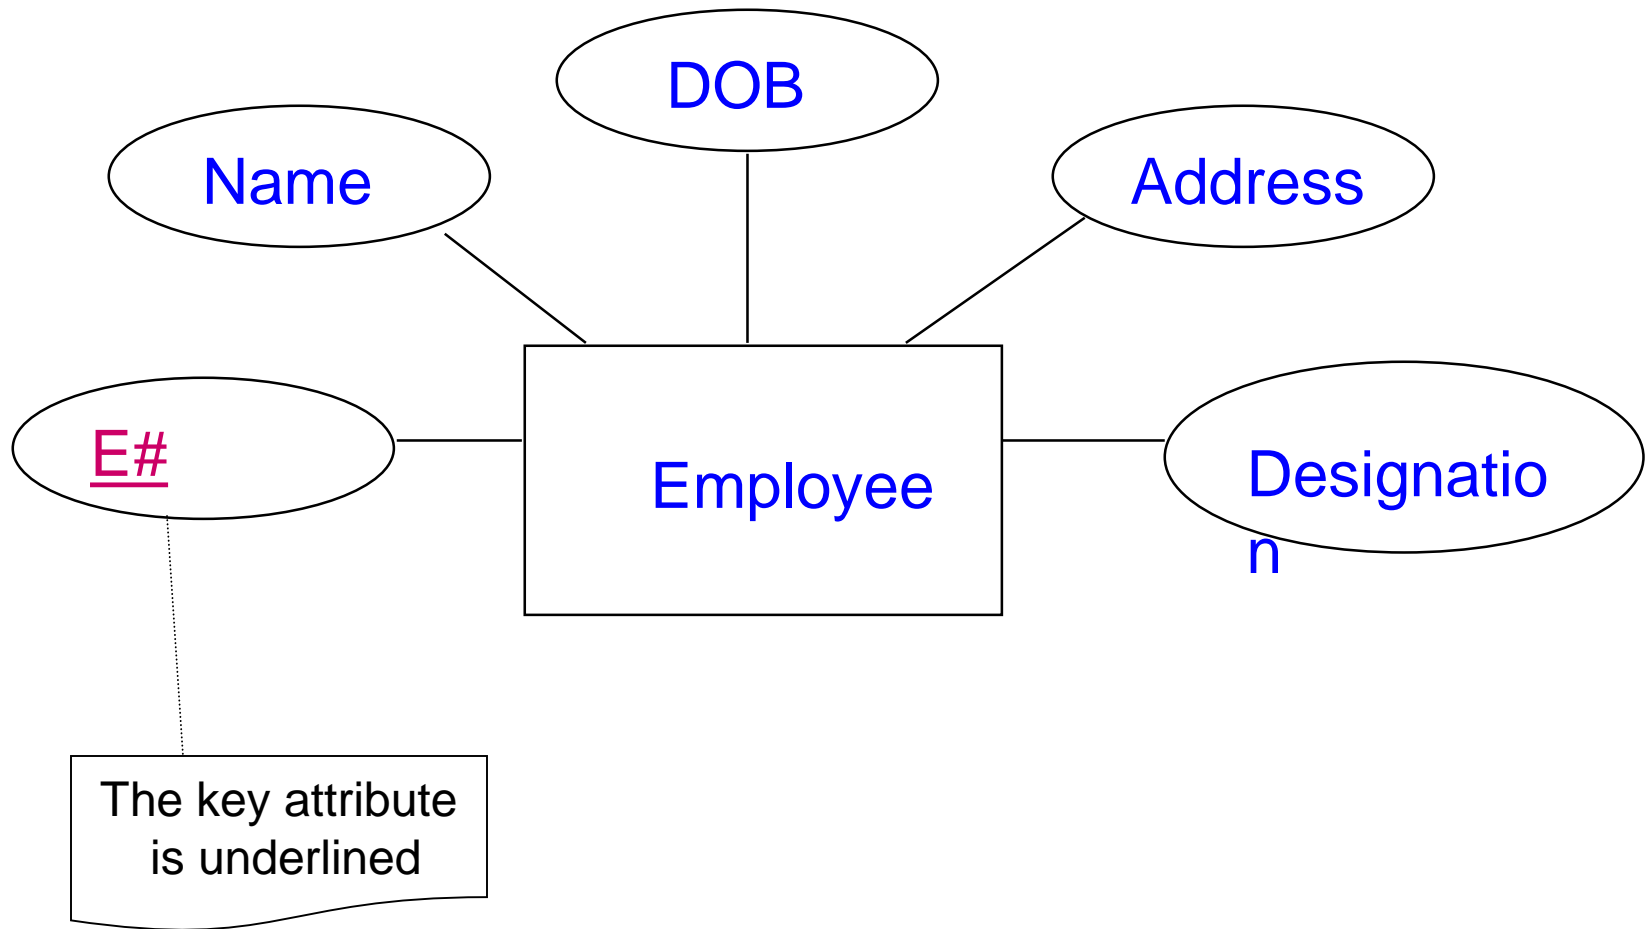 DOB
Name
Address
E#
Employee
Designatio
n
The key attribute
is underlined